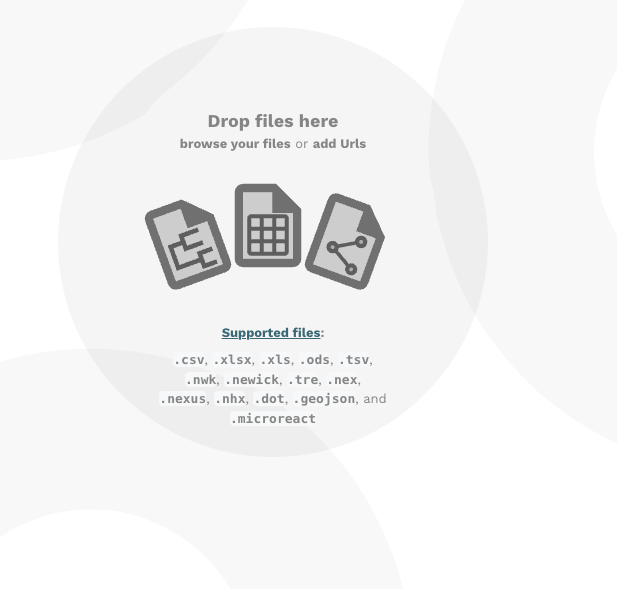 Drop files here
browse your files or add Urls
Supported files:
.csv, .xlsx, .xls, .ods, .tsv,
.nwk, .newick, .tre, .nex,
.nexus, .nhx, .dot, .geojson, and
.microreact